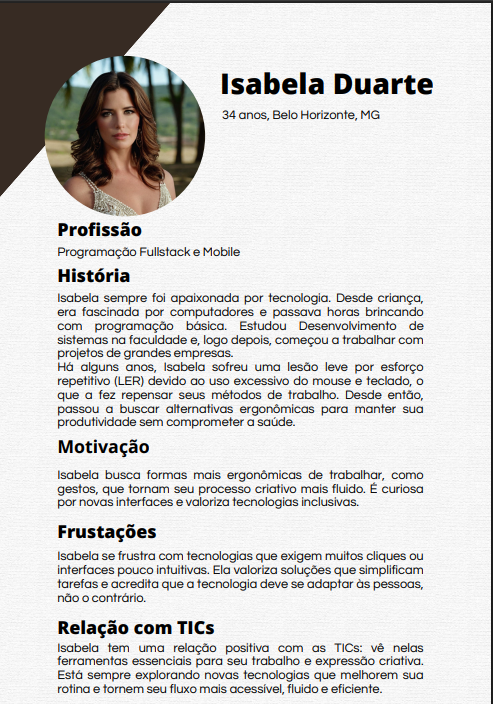 Isabela Duarte
34 anos, Belo Horizonte, MG
Profissão
Programação Fullstack e Mobile
História
Isabela sempre foi apaixonada por tecnologia. Desde criança,
era fascinada por computadores e passava horas brincando
com programação básica. Estudou Desenvolvimento de
sistemas na faculdade e, logo depois, começou a trabalhar com
projetos de grandes empresas.
Há alguns anos, Isabela sofreu uma lesão leve por esforço
repetitivo (LER) devido ao uso excessivo do mouse e teclado, o
que a fez repensar seus métodos de trabalho. Desde então,
passou a buscar alternativas ergonômicas para manter sua
produtividade sem comprometer a saúde.
Motivação
Isabela busca formas mais ergonômicas de trabalhar, como
gestos, que tornam seu processo criativo mais fluido. É curiosa
por novas interfaces e valoriza tecnologias inclusivas.
Frustações
Isabela se frustra com tecnologias que exigem muitos cliques ou
interfaces pouco intuitivas. Ela valoriza soluções que simplificam
tarefas e acredita que a tecnologia deve se adaptar às pessoas,
não o contrário.
Relação com TICs
Isabela tem uma relação positiva com as TICs: vê nelas
ferramentas essenciais para seu trabalho e expressão criativa.
Está sempre explorando novas tecnologias que melhorem sua
rotina e tornem seu fluxo mais acessível, fluido e eficiente.